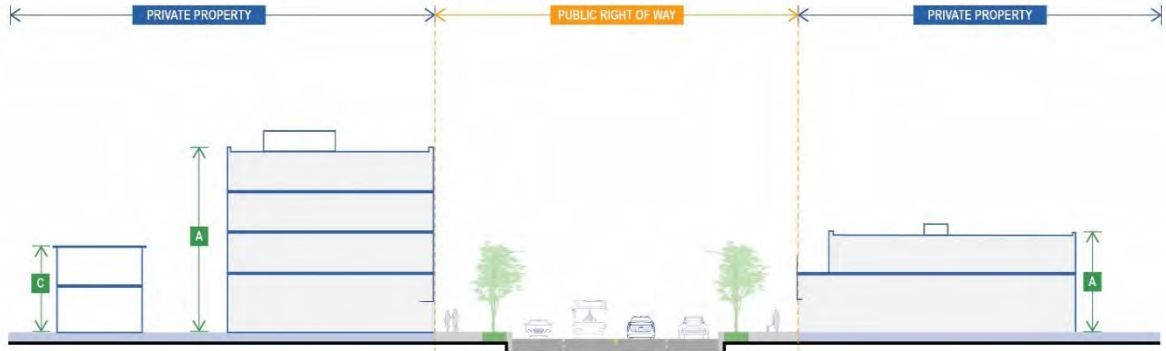 PRIVATE PROPERTY
PUBLIC RIGHT OF WAY
PRIVATE PROPERTY
A
A
C